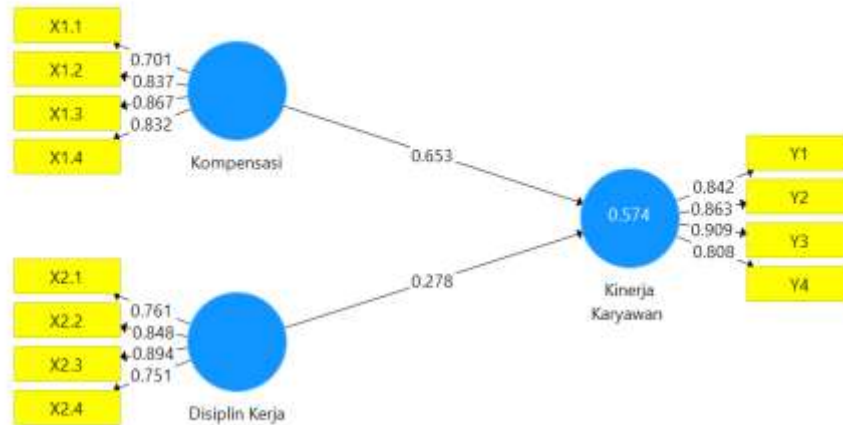 X1.1
X1.2
X1.3
X1.4
0.701
0.837
0.867
0.832
Kompensasi
0.653
X2.1
X2.2
X2.3
X2.4
0.761
0.848
0.894
0.751
Disiplin Kerja
0.278
0.574
Kinerja
Karyawan
0.842
0.863
0.909
0.808
Y1
Y2
Y3
Y4